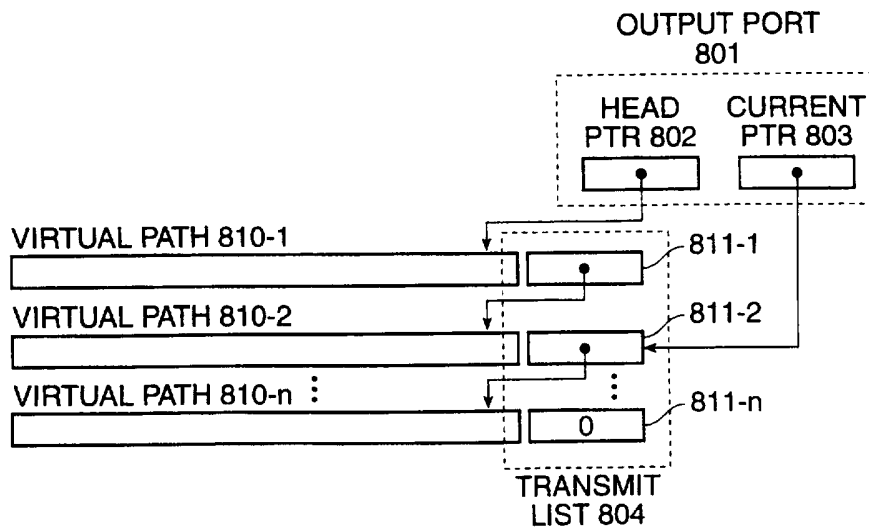 OUTPUT PORT
801
HEAD
PTR 802
CURRENT
PTR 803
VIRTUAL PATH 810-1
811-1
VIRTUAL PATH 810-2
811-2
VIRTUAL PATH 810-n
811-n
0
TRANSMIT
LIST 804